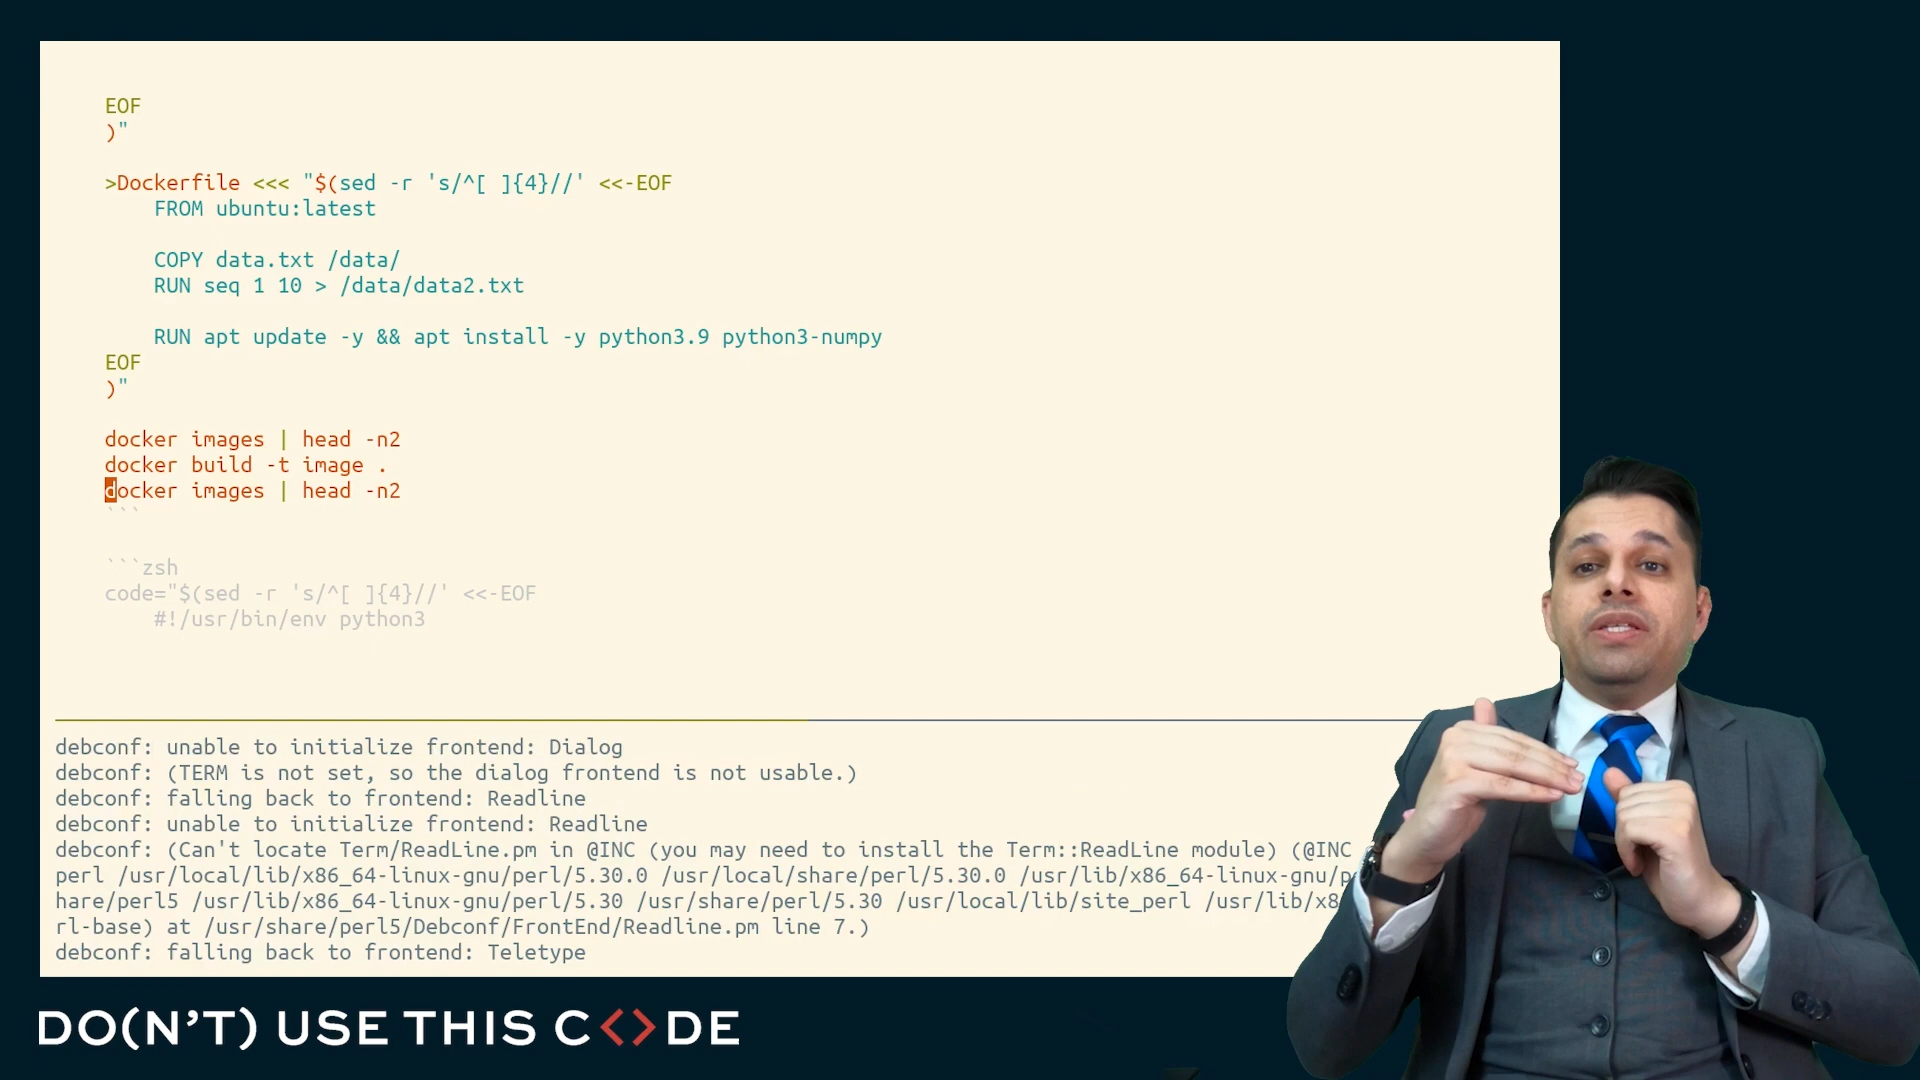 EOF
)"
>Dockerfile <<< "$(sed -r 's/^[ ]{4}//' <<-EOF
FROM ubuntu:latest
COPY data.txt /data/
RUN seq 1 10 > /data/data2.txt
RUN apt update -y && apt install -y python3.9 python3-numpy
EOF
)"
docker images | head -n2
docker build -t image .
docker images | head -n2
```
```zsh
code="$(sed -r 's/^[ ]{4}//' <<-EOF
#!/usr/bin/env python3
debconf: unable to initialize frontend: Dialog
debconf: (TERM is not set, so the dialog frontend is not usable.)
debconf: falling back to frontend: Readline
debconf: unable to initialize frontend: Readline
debconf: (Can't locate Term/ReadLine.pm in @INC (you may need to install the Term::ReadLine module) (@INC
perl /usr/local/lib/x86_64-linux-gnu/perl/5.30.0 /usr/local/share/perl/5.30.0 /usr/lib/x86_64-linux-gnu/p
hare/perl5 /usr/lib/x86_64-linux-gnu/perl/5.30 /usr/share/perl/5.30 /usr/local/lib/site_perl /usr/lib/x8
rl-base) at /usr/share/perl5/Debconf/FrontEnd/Readline.pm line 7.)
debconf: falling back to frontend: Teletype
DO(N'T) USE THIS C<>DE